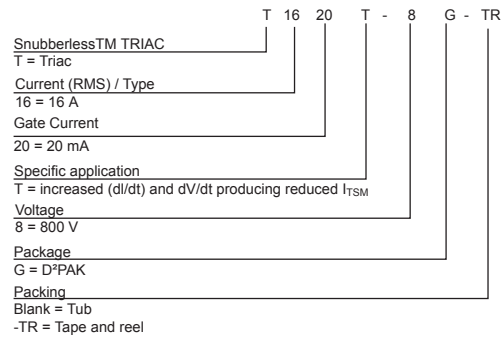 T 16 20 T - 8 G - TR
SnubberlessTM TRIAC
T = Triac
Current (RMS) / Type
16 = 16 A
Gate Current
20 = 20 mA
Specific application
T = increased (dI/dt) and dV/dt producing reduced ITSM
Voltage
8 = 800 V
Package
G = D²PAK
Packing
Blank = Tub
-TR = Tape and reel